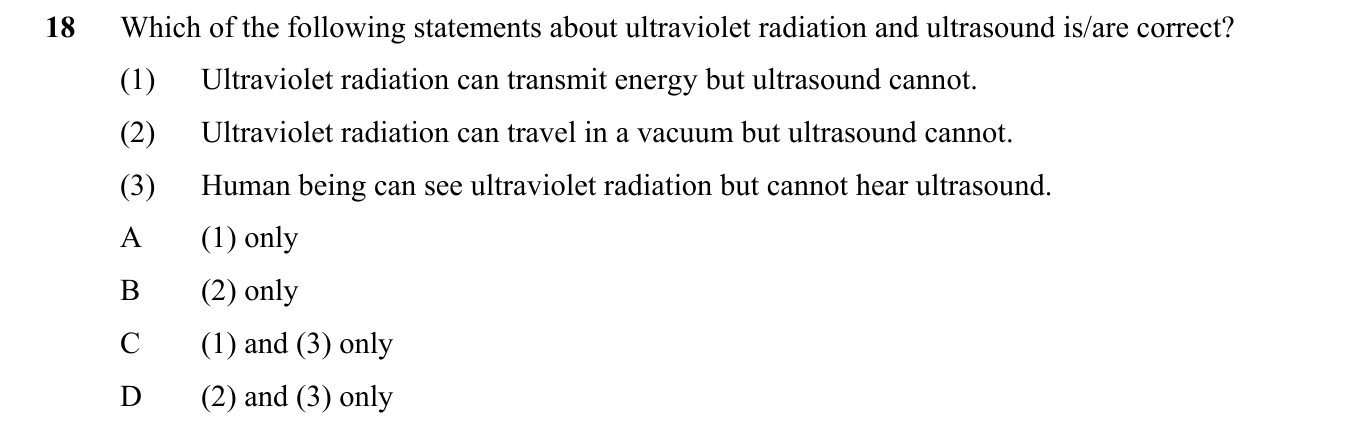 18 Which of the following statements about ultraviolet radiation and ultrasound is/are correct?
(1) Ultraviolet radiation can transmit energy but ultrasound cannot.
(2) Ultraviolet radiation can travel in a vacuum but ultrasound cannot.
(3) Human being can see ultraviolet radiation but cannot hear ultrasound.
A (1) only
B (2) only
C (1) and (3) only
D (2) and (3) only